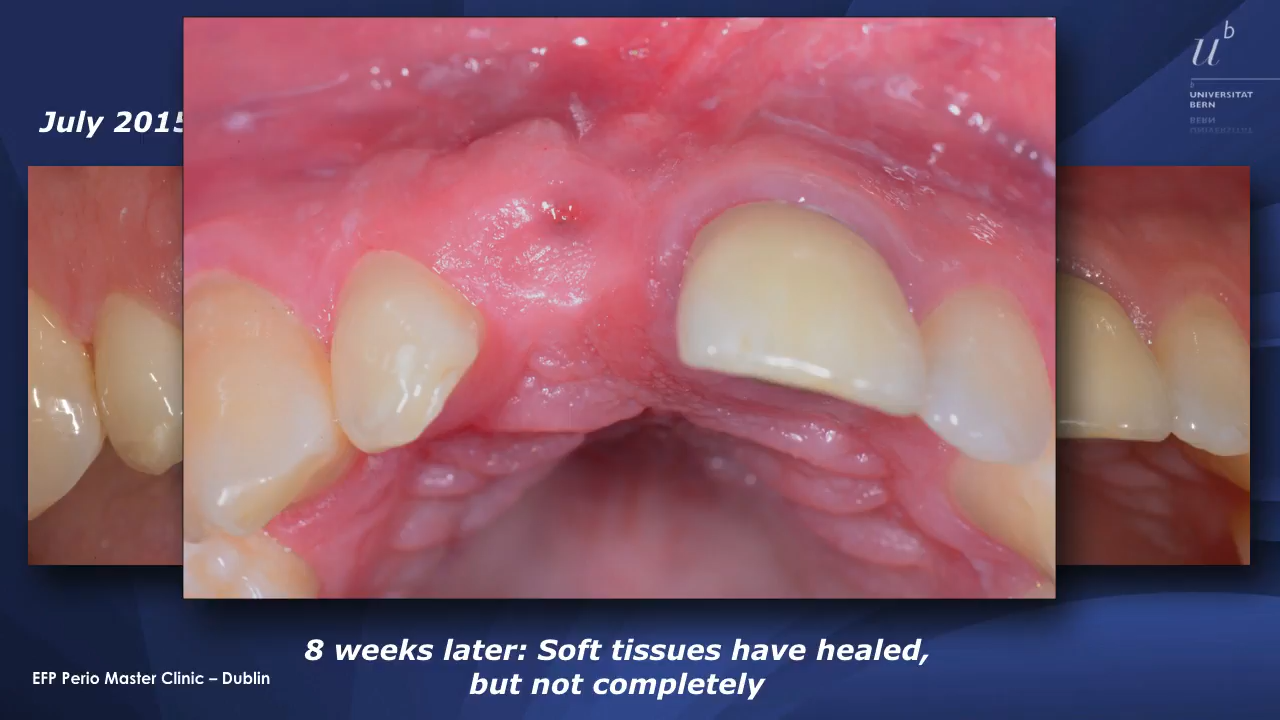 u
b
b
UNIVERSITÄT
BERN
July 2015
8 weeks later: Soft tissues have healed,
but not completely
EFP Perio Master Clinic – Dublin